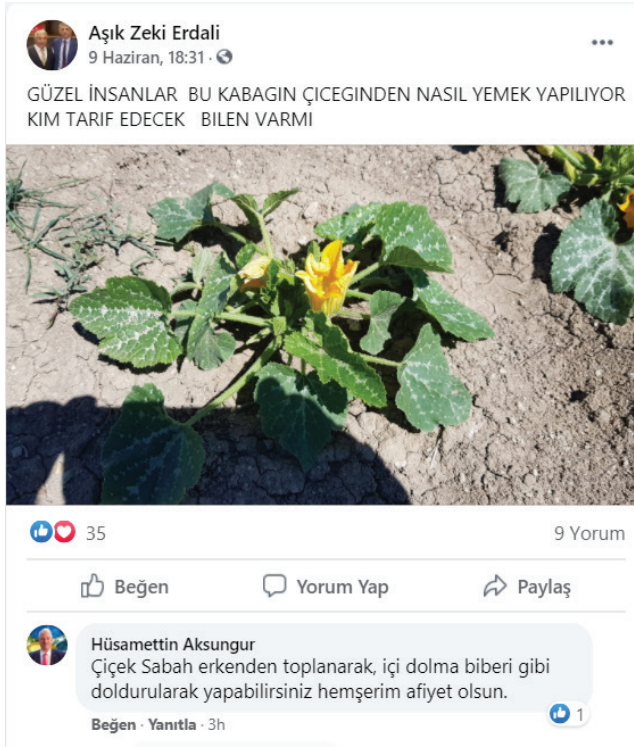 Aşık Zeki Erdali
9 Haziran, 18:31 ·
GÜZEL İNSANLAR BU KABAGIN ÇICEGINDEN NASIL YEMEK YAPILIYOR
KIM TARIF EDECEK BILEN VARMI
35
9 Yorum
Beğen
Yorum Yap
Paylaş
Hüsamettin Aksungur
Çiçek Sabah erkenden toplanarak, içi dolma biberi gibi
doldurularak yapabilirsiniz hemşerim afiyet olsun.
1
Beğen · Yanıtla · 3h